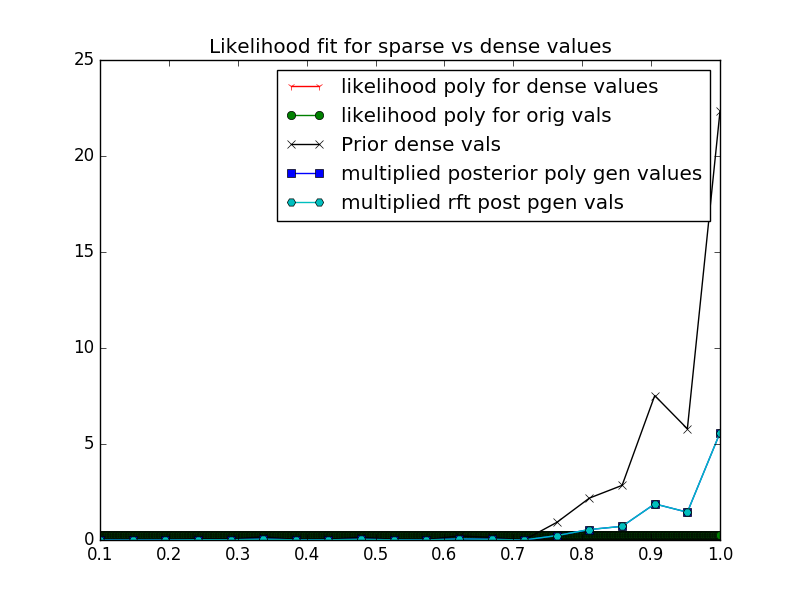 Likelihood fit for sparse vs dense values
25
20
15
10
5
0
likelihood poly for dense values
likelihood poly for orig vals
Prior dense vals
multiplied posterior poly gen values
multiplied rft post pgen vals
0.1 0.2 0.3 0.4 0.5 0.6 0.7 0.8 0.9 1.0